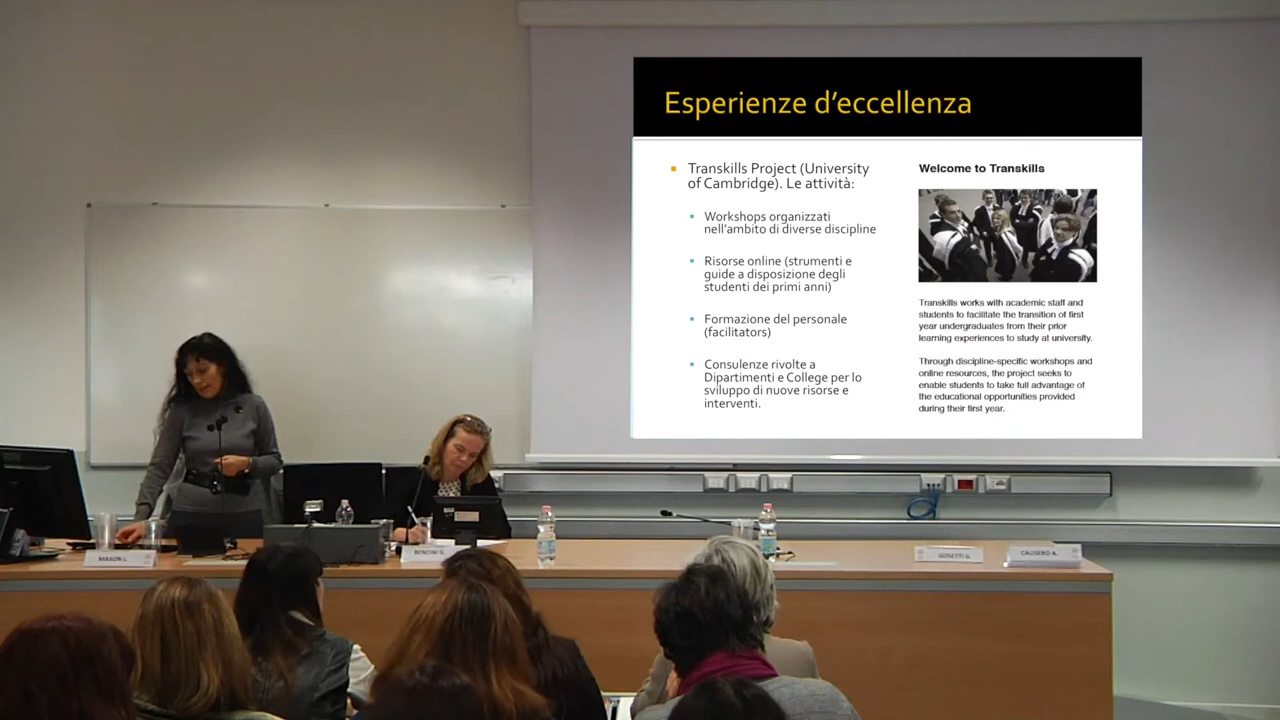 Esperienze d'eccellenza
Transkills Project (University
of Cambridge). Le attività:
Workshops organizzati
nell'ambito di diverse discipline
Risorse online (strumenti e
guide a disposizione degli
studenti dei primi anni)
Formazione del personale
(facilitators)
Consulenze rivolte a
Dipartimenti e College per lo
sviluppo di nuove risorse e
interventi.
Welcome to Transkills
Transkills works with academic staff and
students to facilitate the transition of first
year undergraduates from their prior
learning experiences to study at university.
Through discipline-specific workshops and
online resources, the project seeks to
enable students to take full advantage of
the educational opportunities provided
during their first year.
MASON L.
BENCINI G.
GOSETTI G.
CAUSERO A.